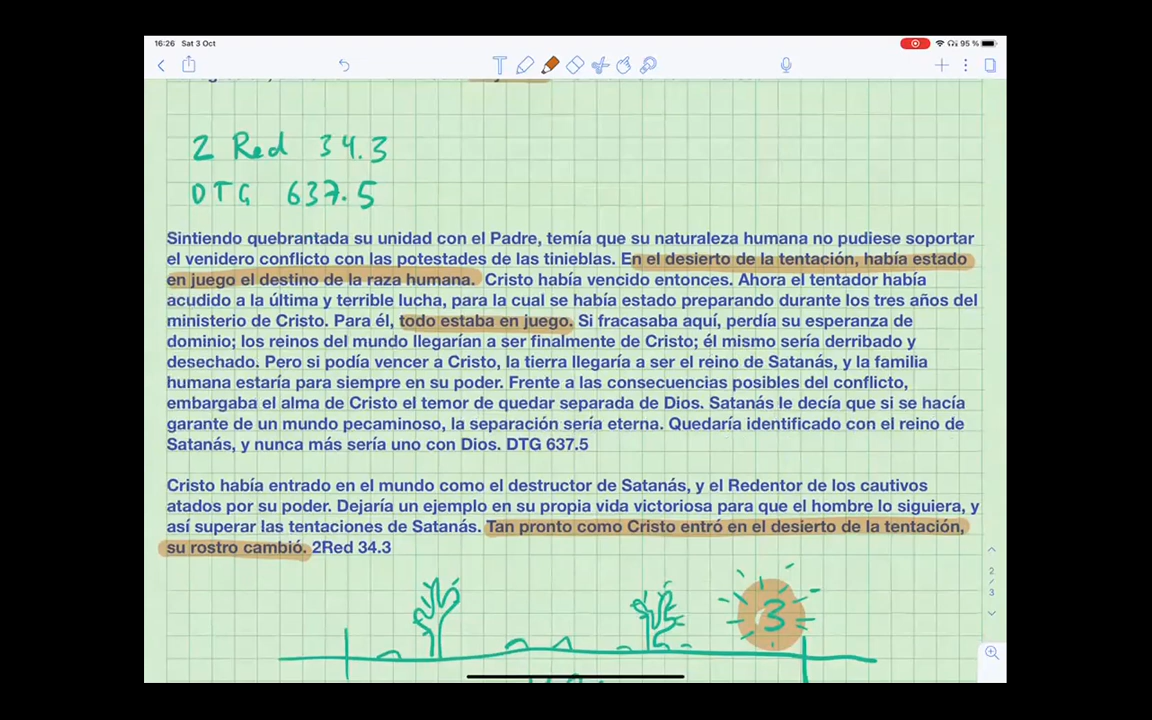 16:26 Sat 3 Oct
95 %
2 Red 34.3
DTG 637.5
Sintiendo quebrantada su unidad con el Padre, temía que su naturaleza humana no pudiese soportar
el venidero conflicto con las potestades de las tinieblas. En el desierto de la tentación, había estado
en juego el destino de la raza humana. Cristo había vencido entonces. Ahora el tentador había
acudido a la última y terrible lucha, para la cual se había estado preparando durante los tres años del
ministerio de Cristo. Para él, todo estaba en juego. Si fracasaba aquí, perdía su esperanza de
dominio; los reinos del mundo llegarían a ser finalmente de Cristo; él mismo sería derribado y
desechado. Pero si podía vencer a Cristo, la tierra llegaría a ser el reino de Satanás, y la familia
humana estaría para siempre en su poder. Frente a las consecuencias posibles del conflicto,
embargaba el alma de Cristo el temor de quedar separada de Dios. Satanás le decía que si se hacía
garante de un mundo pecaminoso, la separación sería eterna. Quedaría identificado con el reino de
Satanás, y nunca más sería uno con Dios. DTG 637.5
Cristo había entrado en el mundo como el destructor de Satanás, y el Redentor de los cautivos
atados por su poder. Dejaría un ejemplo en su propia vida victoriosa para que el hombre lo siguiera, y
así superar las tentaciones de Satanás. Tan pronto como Cristo entró en el desierto de la tentación,
su rostro cambió. 2Red 34.3
2
/
3
3